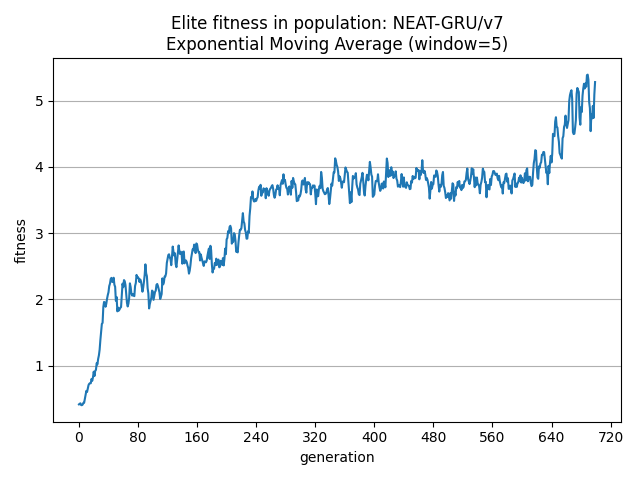 Elite fitness in population: NEAT-GRU/v7
Exponential Moving Average (window=5)
fitness
5
4
3
2
1
0 80 160 240 320 400 480 560 640 720
generation